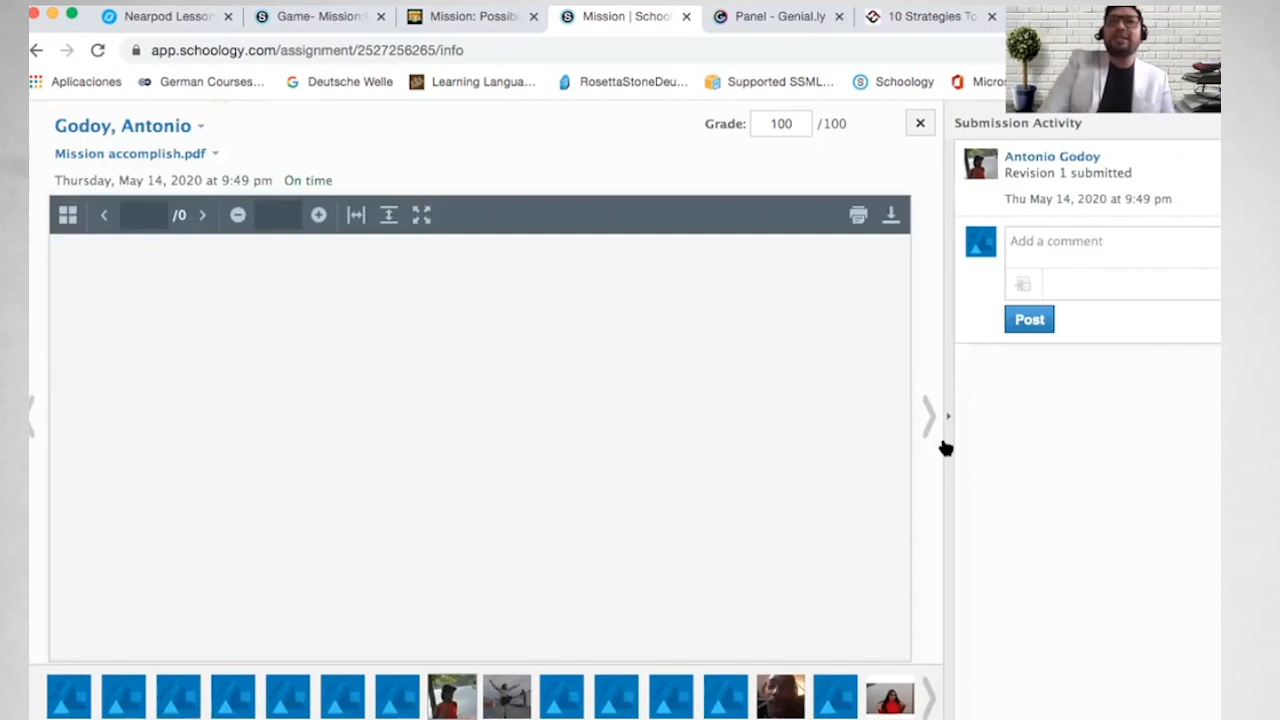 Nearpod Lesson
Game- Mission:
Mission: Possib
Mission | Schoo
Panel - Genial.ly
10 Strategies To
app.schoology.com/assignment/2527256265/info
Aplicaciones
German Courses...
Deutsche Welle
Learning Langua...
RosettaStoneDeu...
Supported SSML...
Schoology
Micros
Godoy, Antonio
Grade: 100 /100
Submission Activity
Mission accomplish.pdf
Thursday, May 14, 2020 at 9:49 pm On time
/0
Antonio Godoy
Revision 1 submitted
Thu May 14, 2020 at 9:49 pm
Add a comment
Post